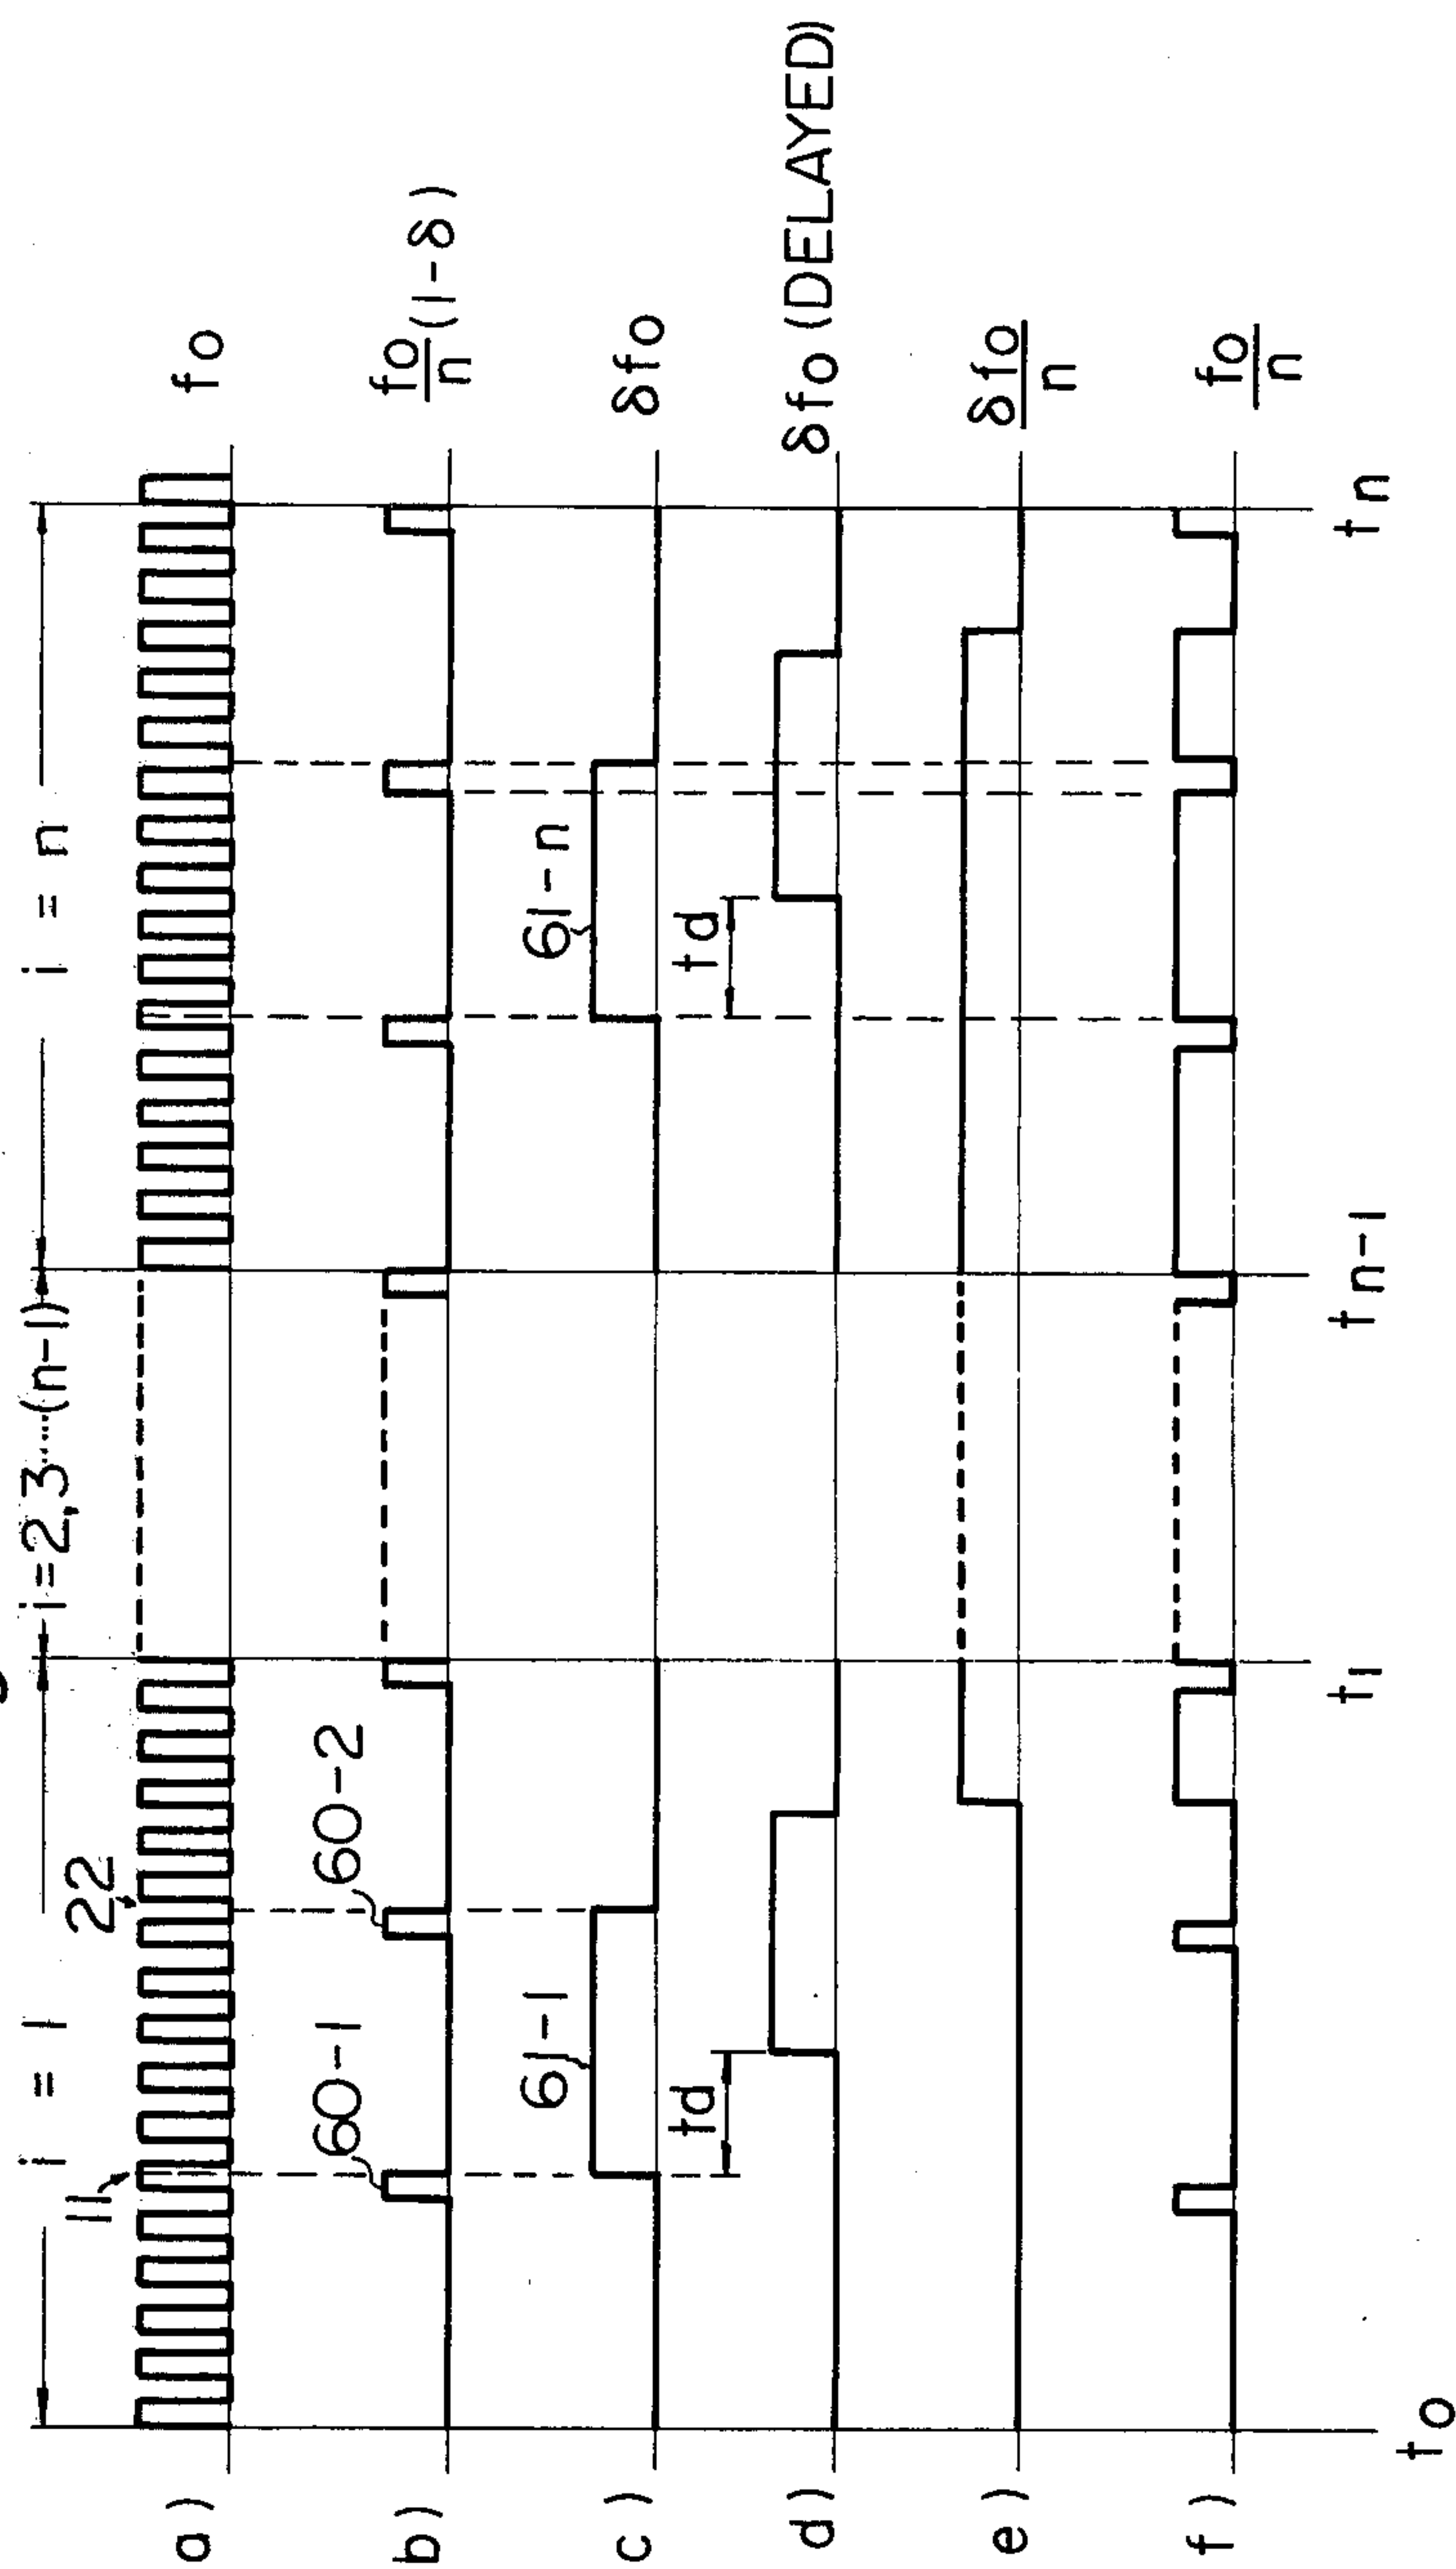 i = 1
i=2,3.....(n-1)
i = n
11
22
a)
fo
60-1
60-2
b)
fo/n (1-δ)
61-1
61-n
c)
δfo
td
td
d)
δfo (DELAYED)
e)
δfo/n
f)
fo/n
to
t1
tn-1
tn